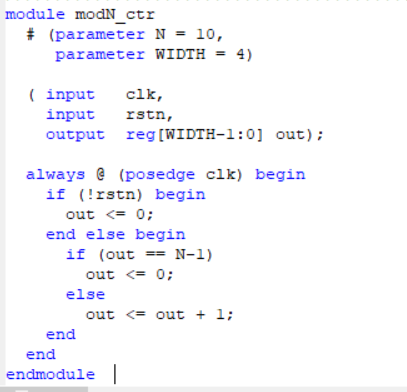 module modN_ctr
# (parameter N = 10,
parameter WIDTH = 4)
( input clk,
input rstn,
output reg[WIDTH-1:0] out);
always @ (posedge clk) begin
if (!rstn) begin
out <= 0;
end else begin
if (out == N-1)
out <= 0;
else
out <= out + 1;
end
end
endmodule